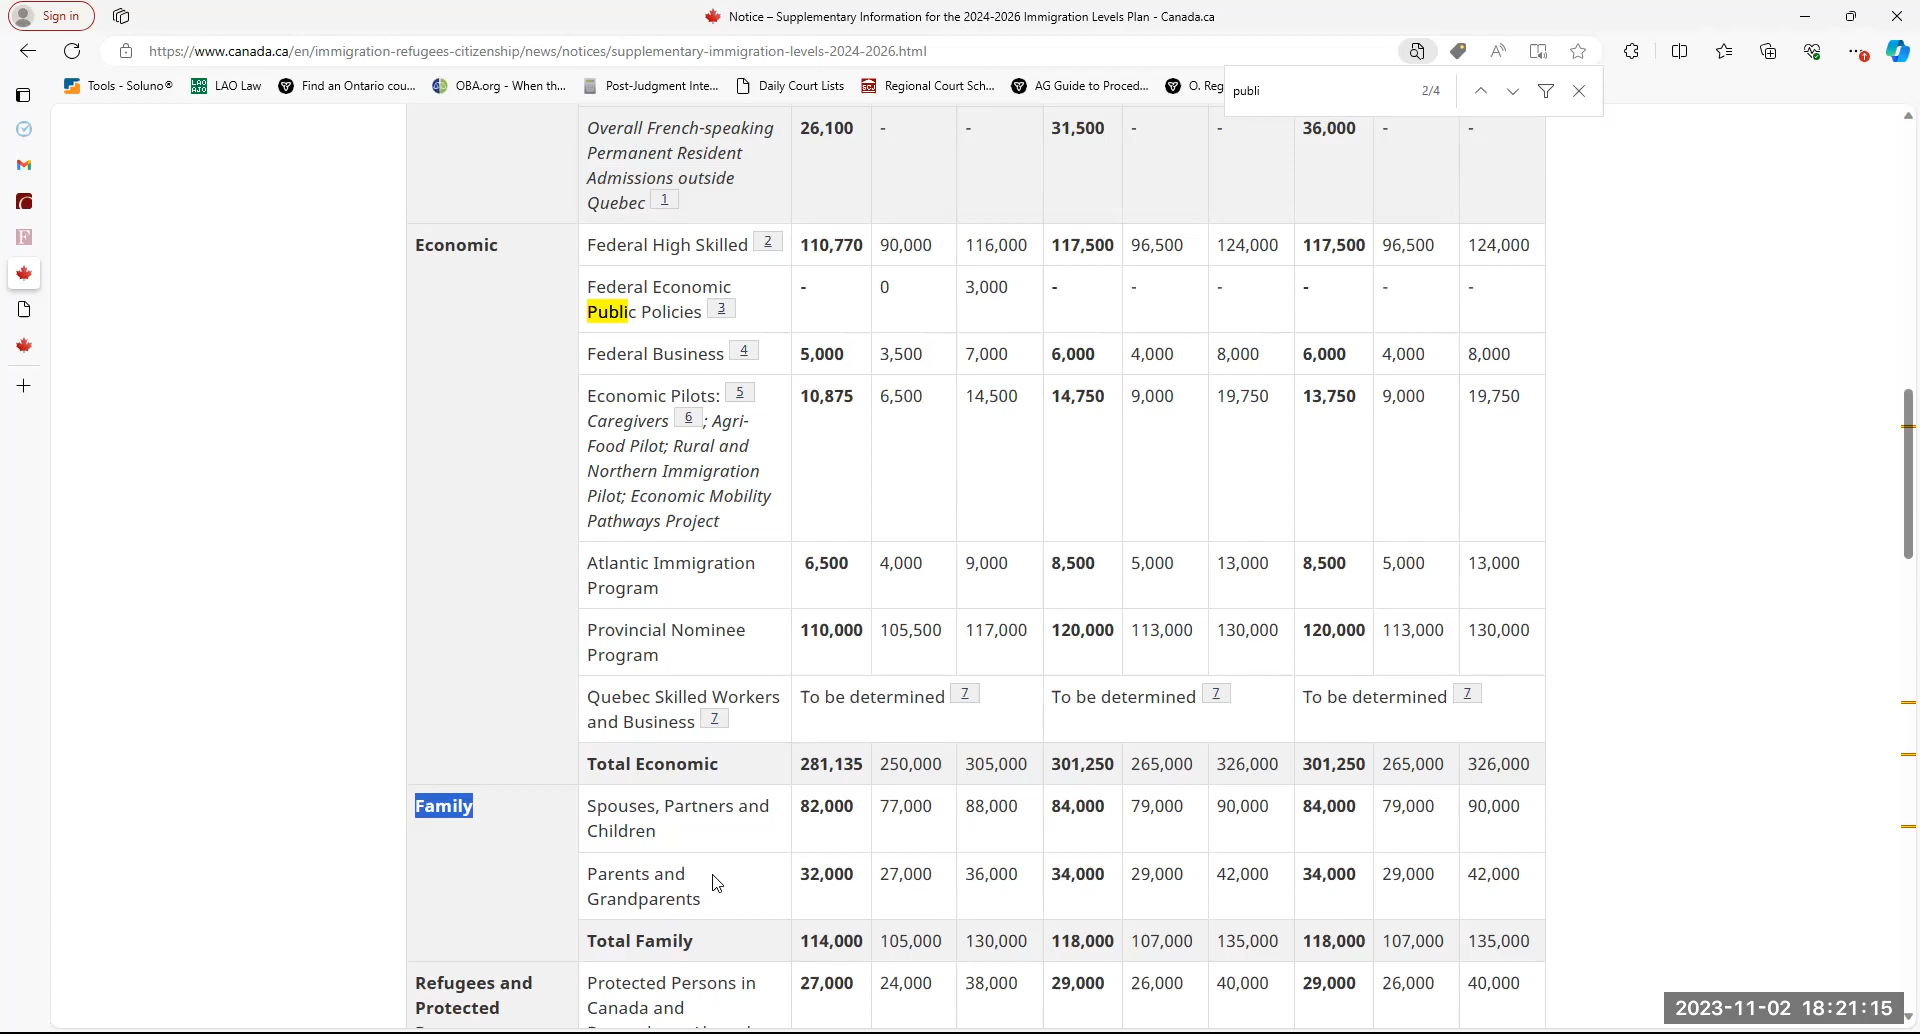 Sign in
Notice – Supplementary Information for the 2024-2026 Immigration Levels Plan - Canada.ca
https://www.canada.ca/en/immigration-refugees-citizenship/news/notices/supplementary-immigration-levels-2024-2026.html
Tools - Soluno® LAO LAO Law Find an Ontario cou... OBA.org - When th... Post-Judgment Inte... Daily Court Lists Regional Court Sch... AG Guide to Proced... O. Reg
publi 2/4
Overall French-speaking 26,100 - - 31,500 - - 36,000 - -
Permanent Resident
Admissions outside
Quebec 1
Economic Federal High Skilled 2 110,770 90,000 116,000 117,500 96,500 124,000 117,500 96,500 124,000
Federal Economic - 0 3,000 - - - - - -
Public Policies 3
Federal Business 4 5,000 3,500 7,000 6,000 4,000 8,000 6,000 4,000 8,000
Economic Pilots: 5 10,875 6,500 14,500 14,750 9,000 19,750 13,750 9,000 19,750
Caregivers 6 ; Agri-
Food Pilot; Rural and
Northern Immigration
Pilot; Economic Mobility
Pathways Project
Atlantic Immigration 6,500 4,000 9,000 8,500 5,000 13,000 8,500 5,000 13,000
Program
Provincial Nominee 110,000 105,500 117,000 120,000 113,000 130,000 120,000 113,000 130,000
Program
Quebec Skilled Workers To be determined 7 To be determined 7 To be determined 7
and Business 7
Total Economic 281,135 250,000 305,000 301,250 265,000 326,000 301,250 265,000 326,000
Family Spouses, Partners and 82,000 77,000 88,000 84,000 79,000 90,000 84,000 79,000 90,000
Children
Parents and 32,000 27,000 36,000 34,000 29,000 42,000 34,000 29,000 42,000
Grandparents
Total Family 114,000 105,000 130,000 118,000 107,000 135,000 118,000 107,000 135,000
Refugees and Protected Persons in 27,000 24,000 38,000 29,000 26,000 40,000 29,000 26,000 40,000
Protected Canada and
2023-11-02 18:21:15